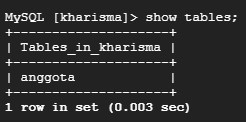 MySQL [kharisma]> show tables;
+--------------------+
| Tables_in_kharisma |
+--------------------+
| anggota            |
+--------------------+
1 row in set (0.003 sec)